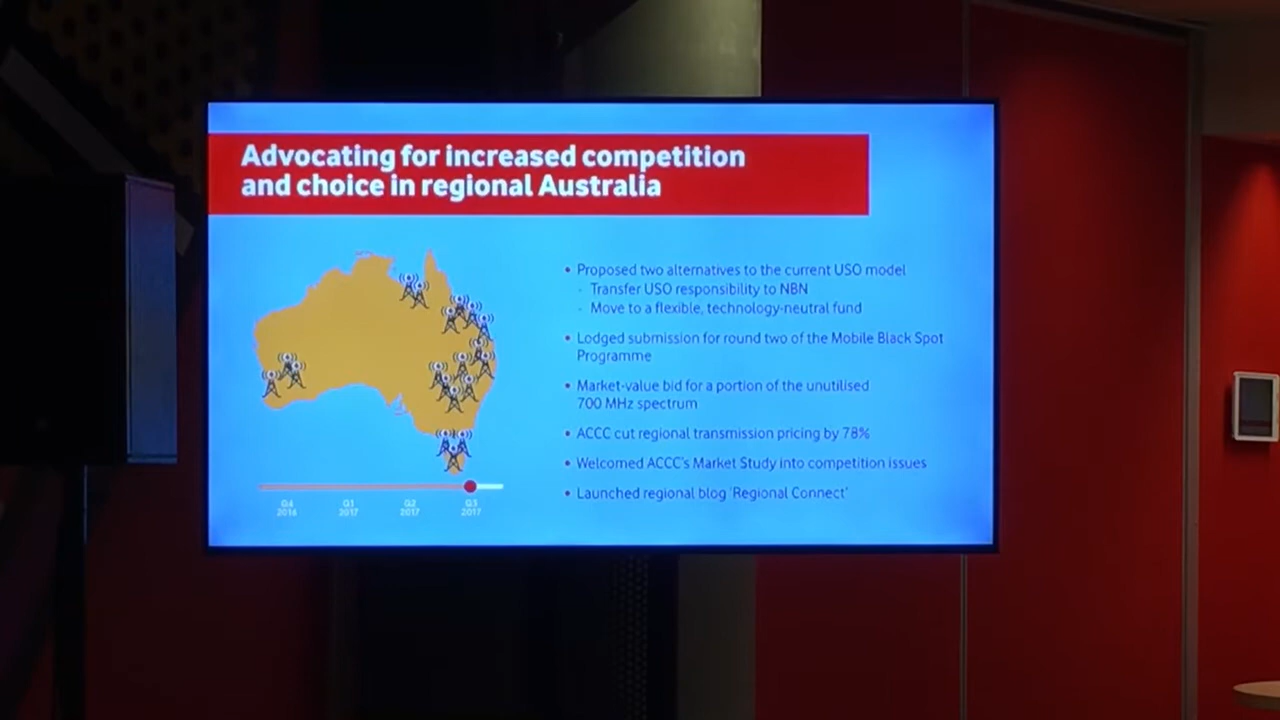 Advocating for increased competition
and choice in regional Australia
• Proposed two alternatives to the current USO model
- Transfer USO responsibility to NBN
- Move to a flexible, technology-neutral fund
• Lodged submission for round two of the Mobile Black Spot
Programme
• Market-value bid for a portion of the unutilised
700 MHz spectrum
• ACCC cut regional transmission pricing by 78%
• Welcomed ACCC's Market Study into competition issues
• Launched regional blog 'Regional Connect'
Q4 Q1 Q2 Q3
2016 2017 2017 2017